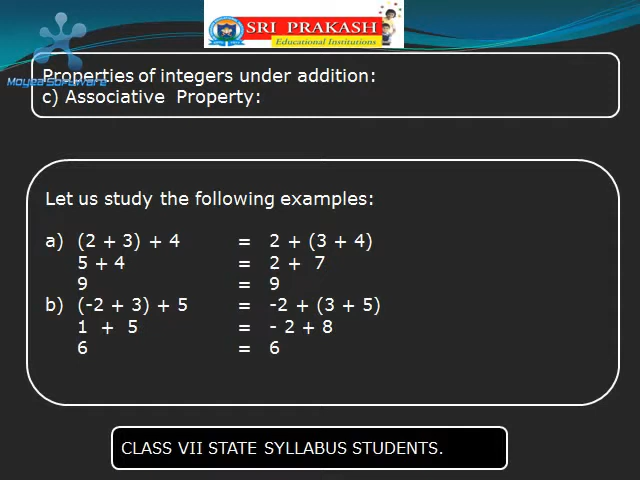 SRI PRAKASH
Educational Institutions
Properties of integers under addition:
Moyea Software
c) Associative Property:
Let us study the following examples:
a) (2 + 3) + 4 = 2 + (3 + 4)
5 + 4 = 2 + 7
9 = 9
b) (-2 + 3) + 5 = -2 + (3 + 5)
1 + 5 = - 2 + 8
6 = 6
CLASS VII STATE SYLLABUS STUDENTS.